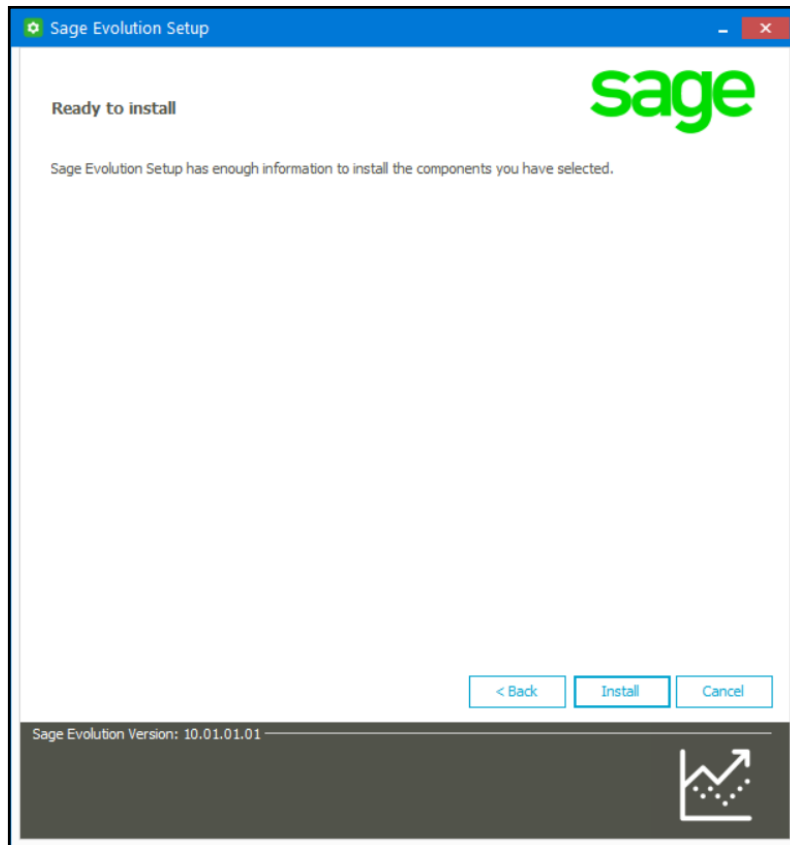 Sage Evolution Setup
sage
Ready to install
Sage Evolution Setup has enough information to install the components you have selected.
< Back
Install
Cancel
Sage Evolution Version: 10.01.01.01